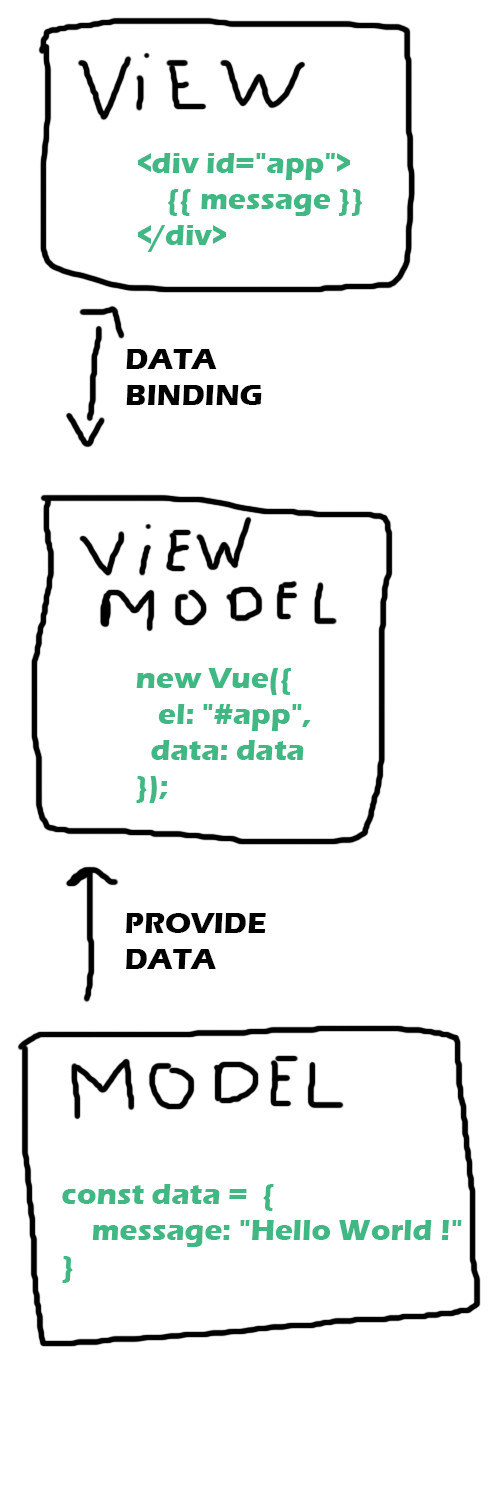 ViEW
<div id="app">
{{ message }}
</div>
DATA
BINDING
ViEW
MODEL
new Vue({
el: "#app",
data: data
});
PROVIDE
DATA
MODEL
const data = {
message: "Hello World !"
}